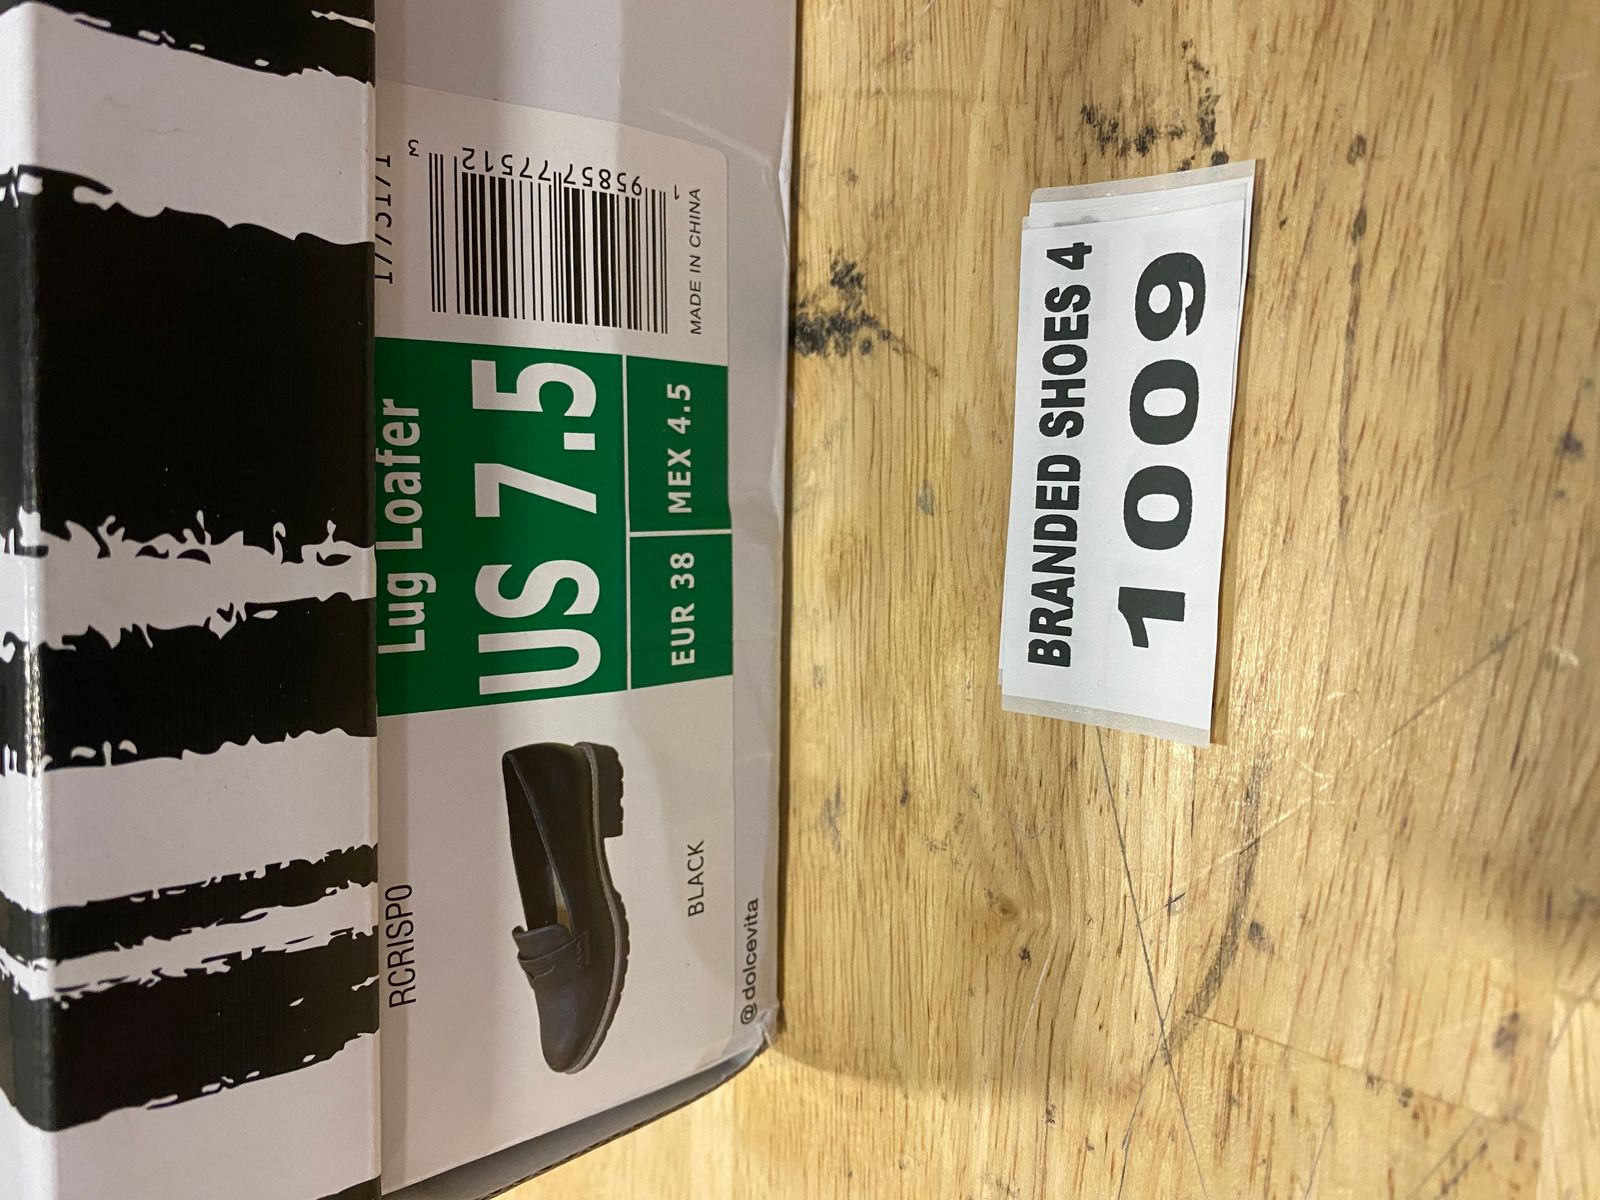 RCRISPO
Lug Loafer
1773171
US 7.5
EUR 38
MEX 4.5
BLACK
3
95857 77512
1
MADE IN CHINA
@dolcevita
BRANDED SHOES 4
1009